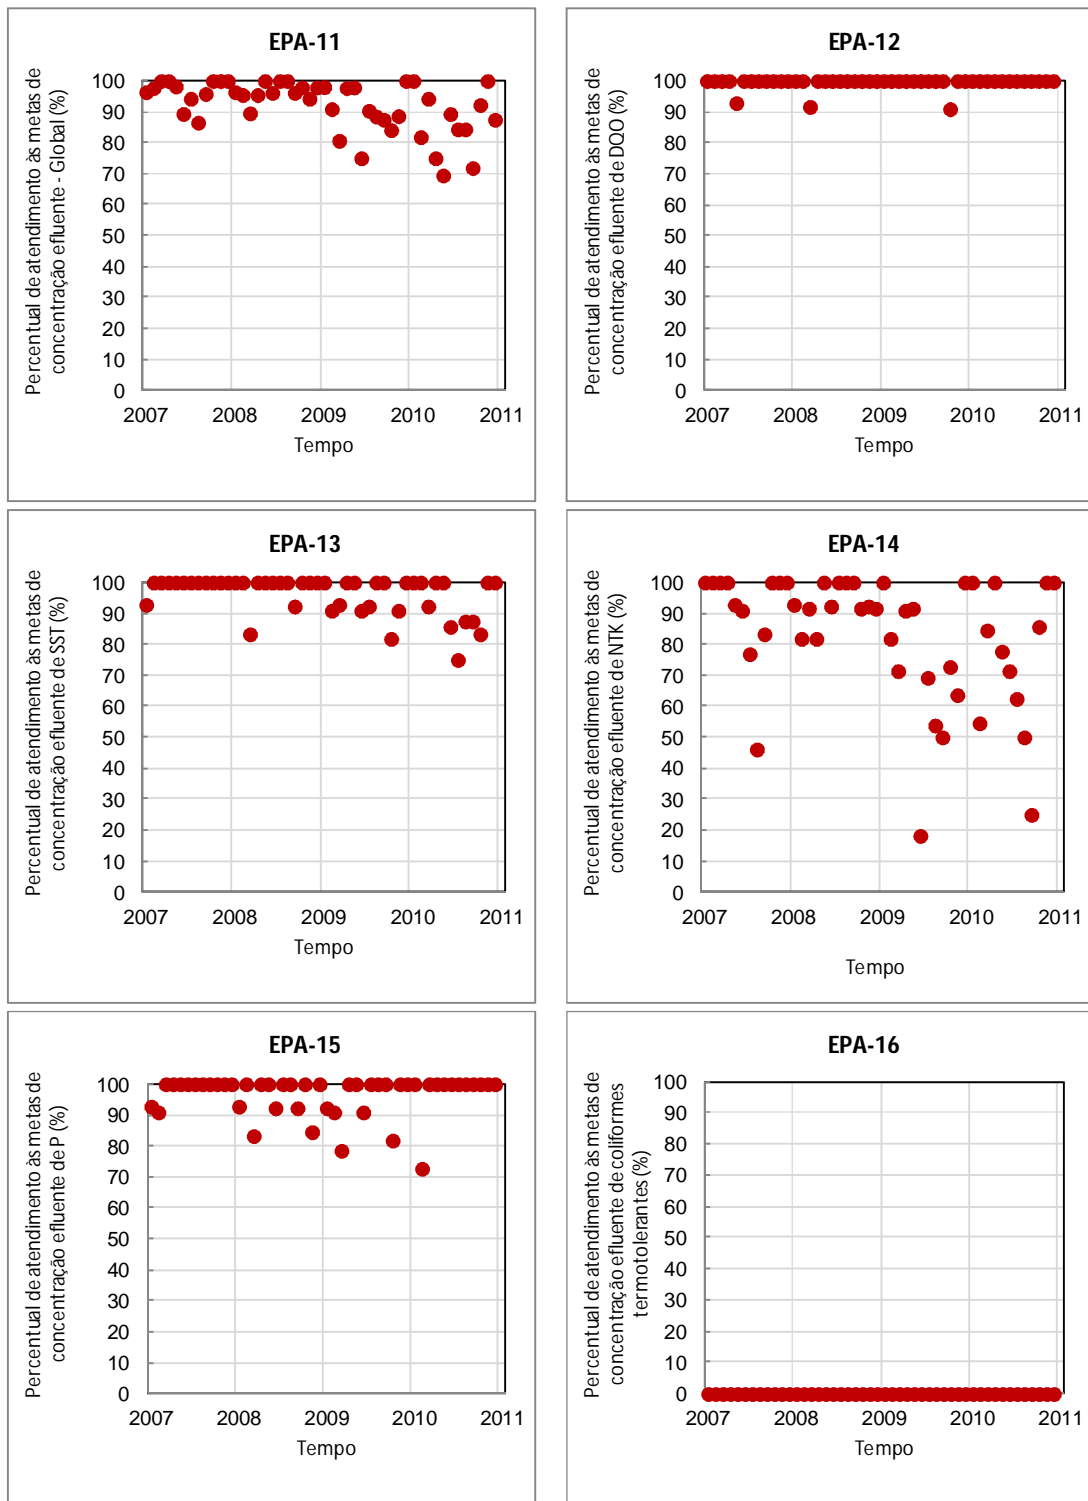 EPA-11
Percentual de atendimento às metas de
concentração efluente - Global (%)
100
90
80
70
60
50
40
30
20
10
0
2007 2008 2009 2010 2011
Tempo
EPA-12
Percentual de atendimento às metas de
concentração efluente de DQO (%)
100
90
80
70
60
50
40
30
20
10
0
2007 2008 2009 2010 2011
Tempo
EPA-13
Percentual de atendimento às metas de
concentração efluente de SST (%)
100
90
80
70
60
50
40
30
20
10
0
2007 2008 2009 2010 2011
Tempo
EPA-14
Percentual de atendimento às metas de
concentração efluente de NTK (%)
100
90
80
70
60
50
40
30
20
10
0
2007 2008 2009 2010 2011
Tempo
EPA-15
Percentual de atendimento às metas de
concentração efluente de P (%)
100
90
80
70
60
50
40
30
20
10
0
2007 2008 2009 2010 2011
Tempo
EPA-16
Percentual de atendimento às metas de
concentração efluente de coliformes
termotolerantes (%)
100
90
80
70
60
50
40
30
20
10
0
2007 2008 2009 2010 2011
Tempo